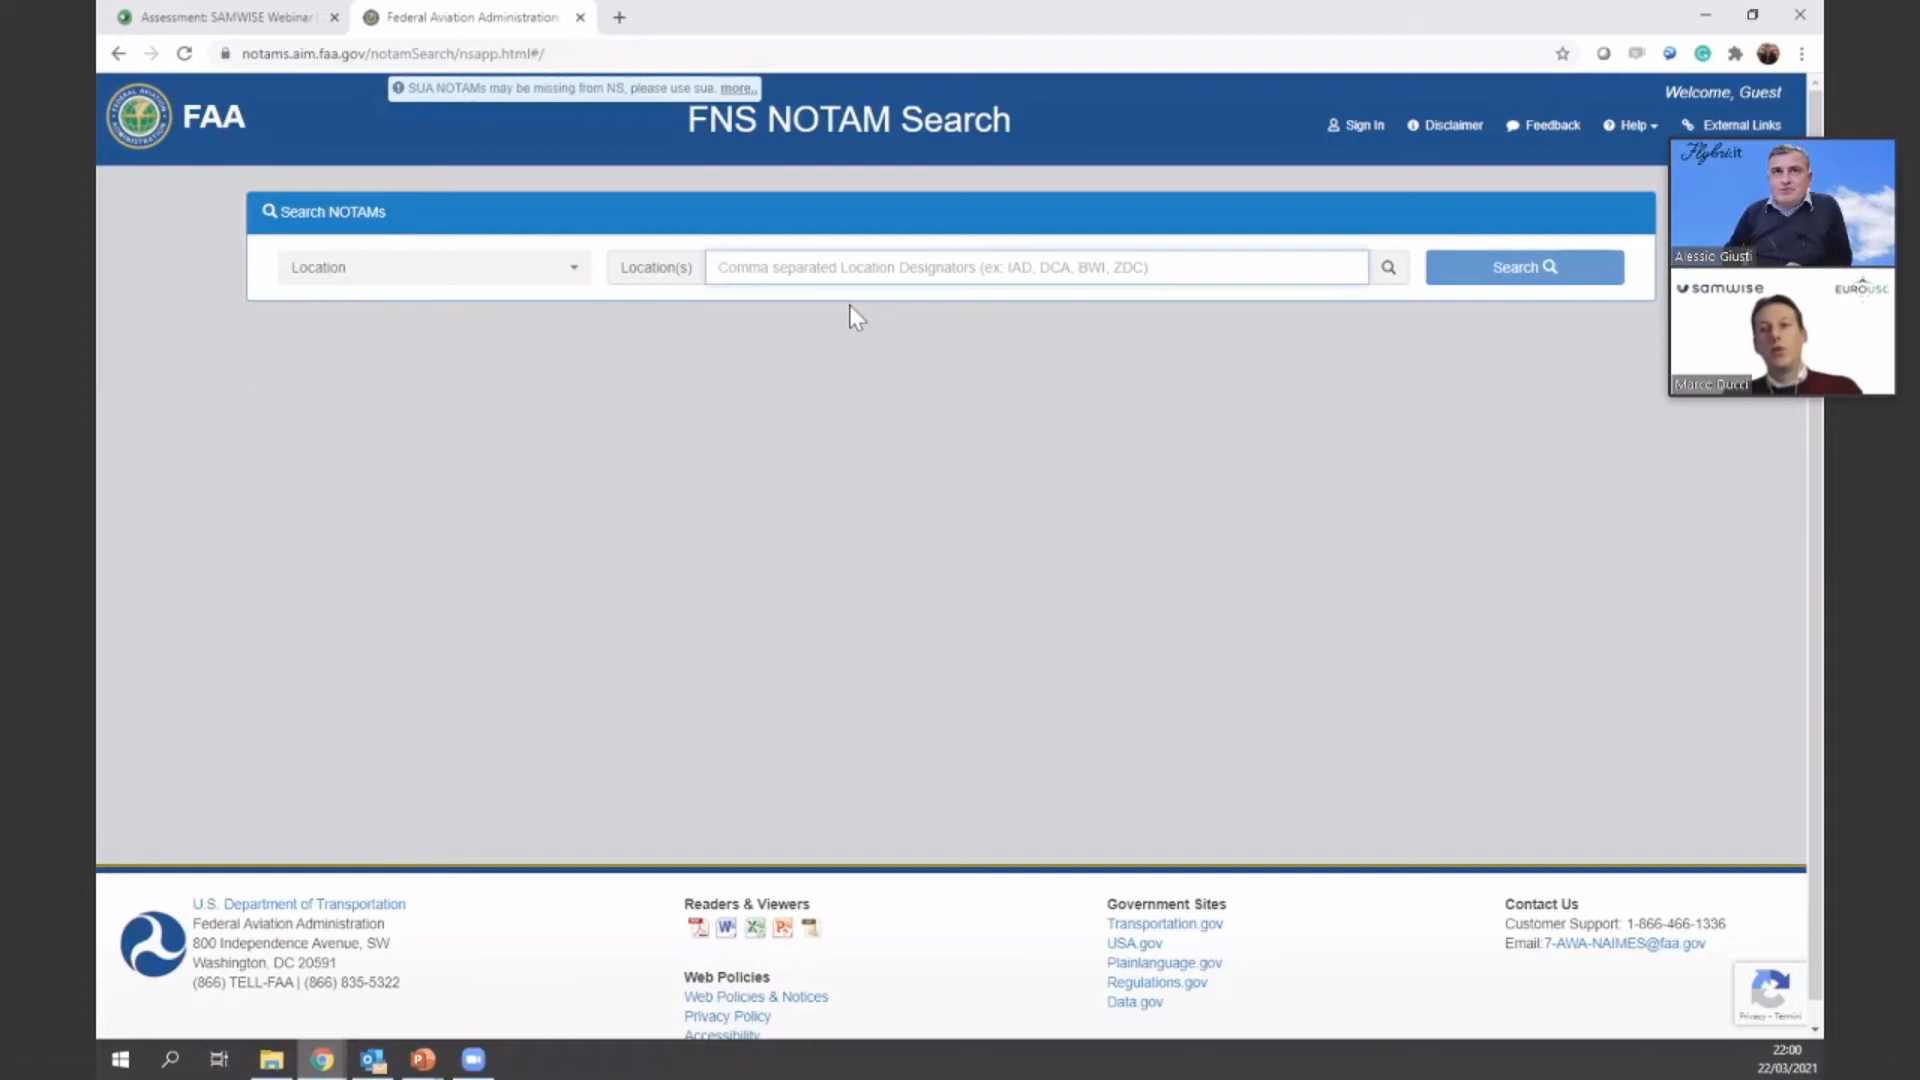 Assessment: SAMWISE Webinar
Federal Aviation Administration:
notams.aim.faa.gov/notamSearch/nsapp.html#/
SUA NOTAMs may be missing from NS, please use sua. more..
Welcome, Guest
FAA
FNS NOTAM Search
Sign In
Disclaimer
Feedback
Help
External Links
Flybri.it
Alessio Giusti
samwise
EUROUSC
Marco Ducci
Search NOTAMs
Location
Location(s)
Comma separated Location Designators (ex: IAD, DCA, BWI, ZDC)
Search
U.S. Department of Transportation
Federal Aviation Administration
800 Independence Avenue, SW
Washington, DC 20591
(866) TELL-FAA | (866) 835-5322
Readers & Viewers
Web Policies
Web Policies & Notices
Privacy Policy
Accessibility
Government Sites
Transportation.gov
USA.gov
Plainlanguage.gov
Regulations.gov
Data.gov
Contact Us
Customer Support: 1-866-466-1336
Email:7-AWA-NAIMES@faa.gov
Privacy - Termini
22:00
22/03/2021